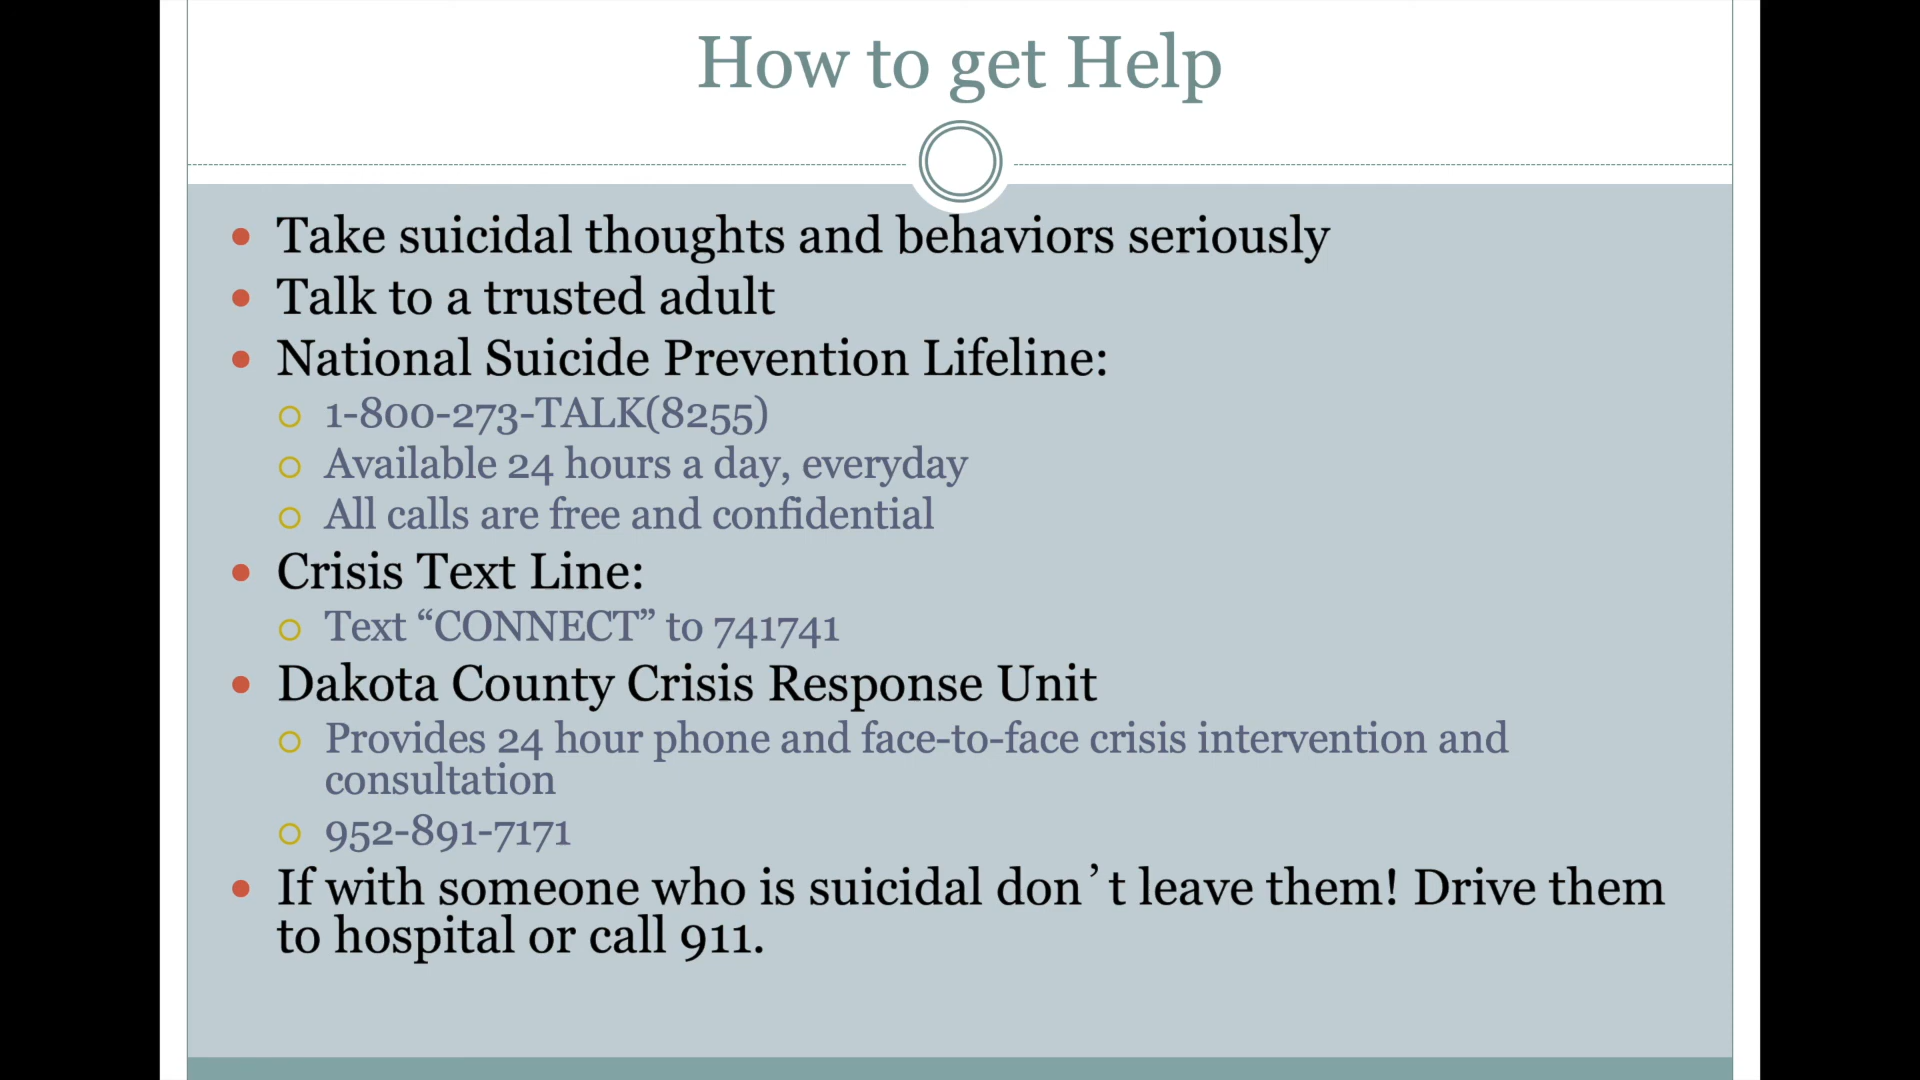 How to get Help
Take suicidal thoughts and behaviors seriously
Talk to a trusted adult
National Suicide Prevention Lifeline:
1-800-273-TALK(8255)
Available 24 hours a day, everyday
All calls are free and confidential
Crisis Text Line:
Text “CONNECT” to 741741
Dakota County Crisis Response Unit
Provides 24 hour phone and face-to-face crisis intervention and
consultation
952-891-7171
If with someone who is suicidal don’t leave them! Drive them
to hospital or call 911.